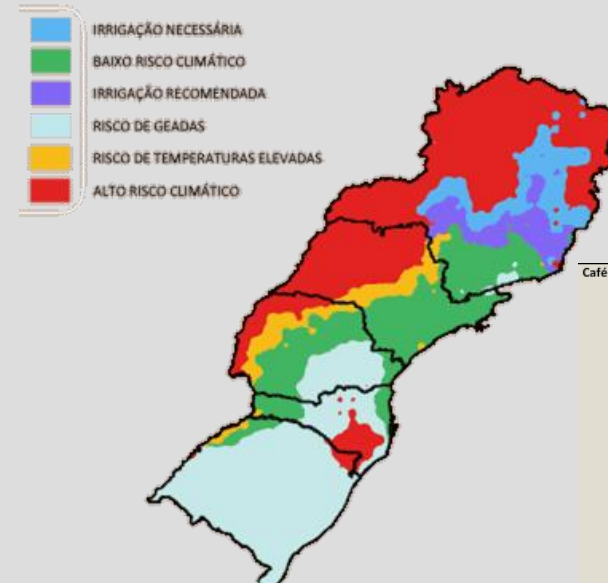 IRRIGAÇÃO NECESSÁRIA
BAIXO RISCO CLIMÁTICO
IRRIGAÇÃO RECOMENDADA
RISCO DE GEADAS
RISCO DE TEMPERATURAS ELEVADAS
ALTO RISCO CLIMÁTICO
Café